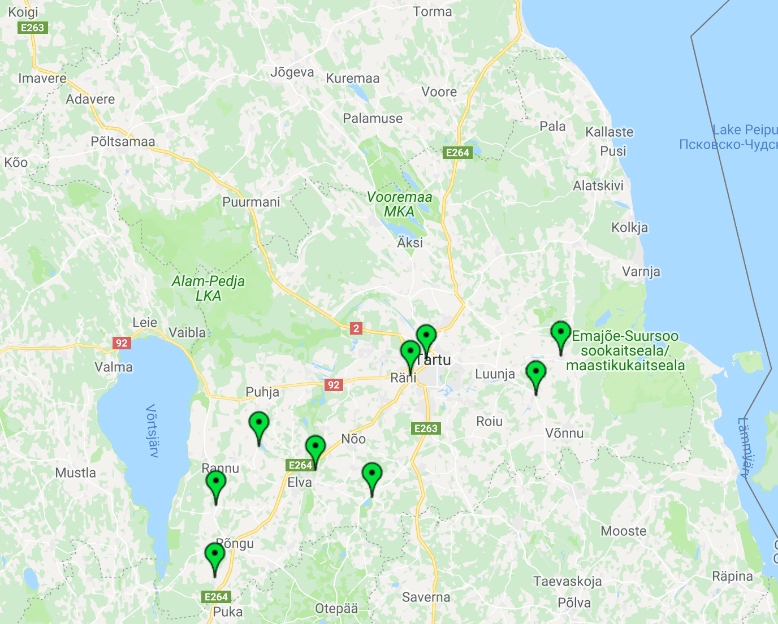 Koigi
Torma
E263
Imavere
Jõgeva
Kuremaa
Adavere
Voore
Palamuse
Pala
Kallaste
Lake Peipu
Põltsamaa
Псковско-Чудс
Pusi
Kõo
E264
Alatskivi
Puurmani
Vooremaa
MKA
Kolkja
Äksi
Varnja
Alam-Pedja
LKA
Leie
Vaibla
2
92
Emajõe-Suursoo
sookaitseala/
maastikukaitseala
Tartu
Valma
Räni
Luunja
Puhja
92
Võrtsjärv
Roiu
E263
Võnnu
Lämmijärv
Nõo
Mustla
Rannu
E264
Elva
Mooste
Rõngu
Räpina
Taevaskoja
E264
Saverna
Põlva
Puka
Otepää